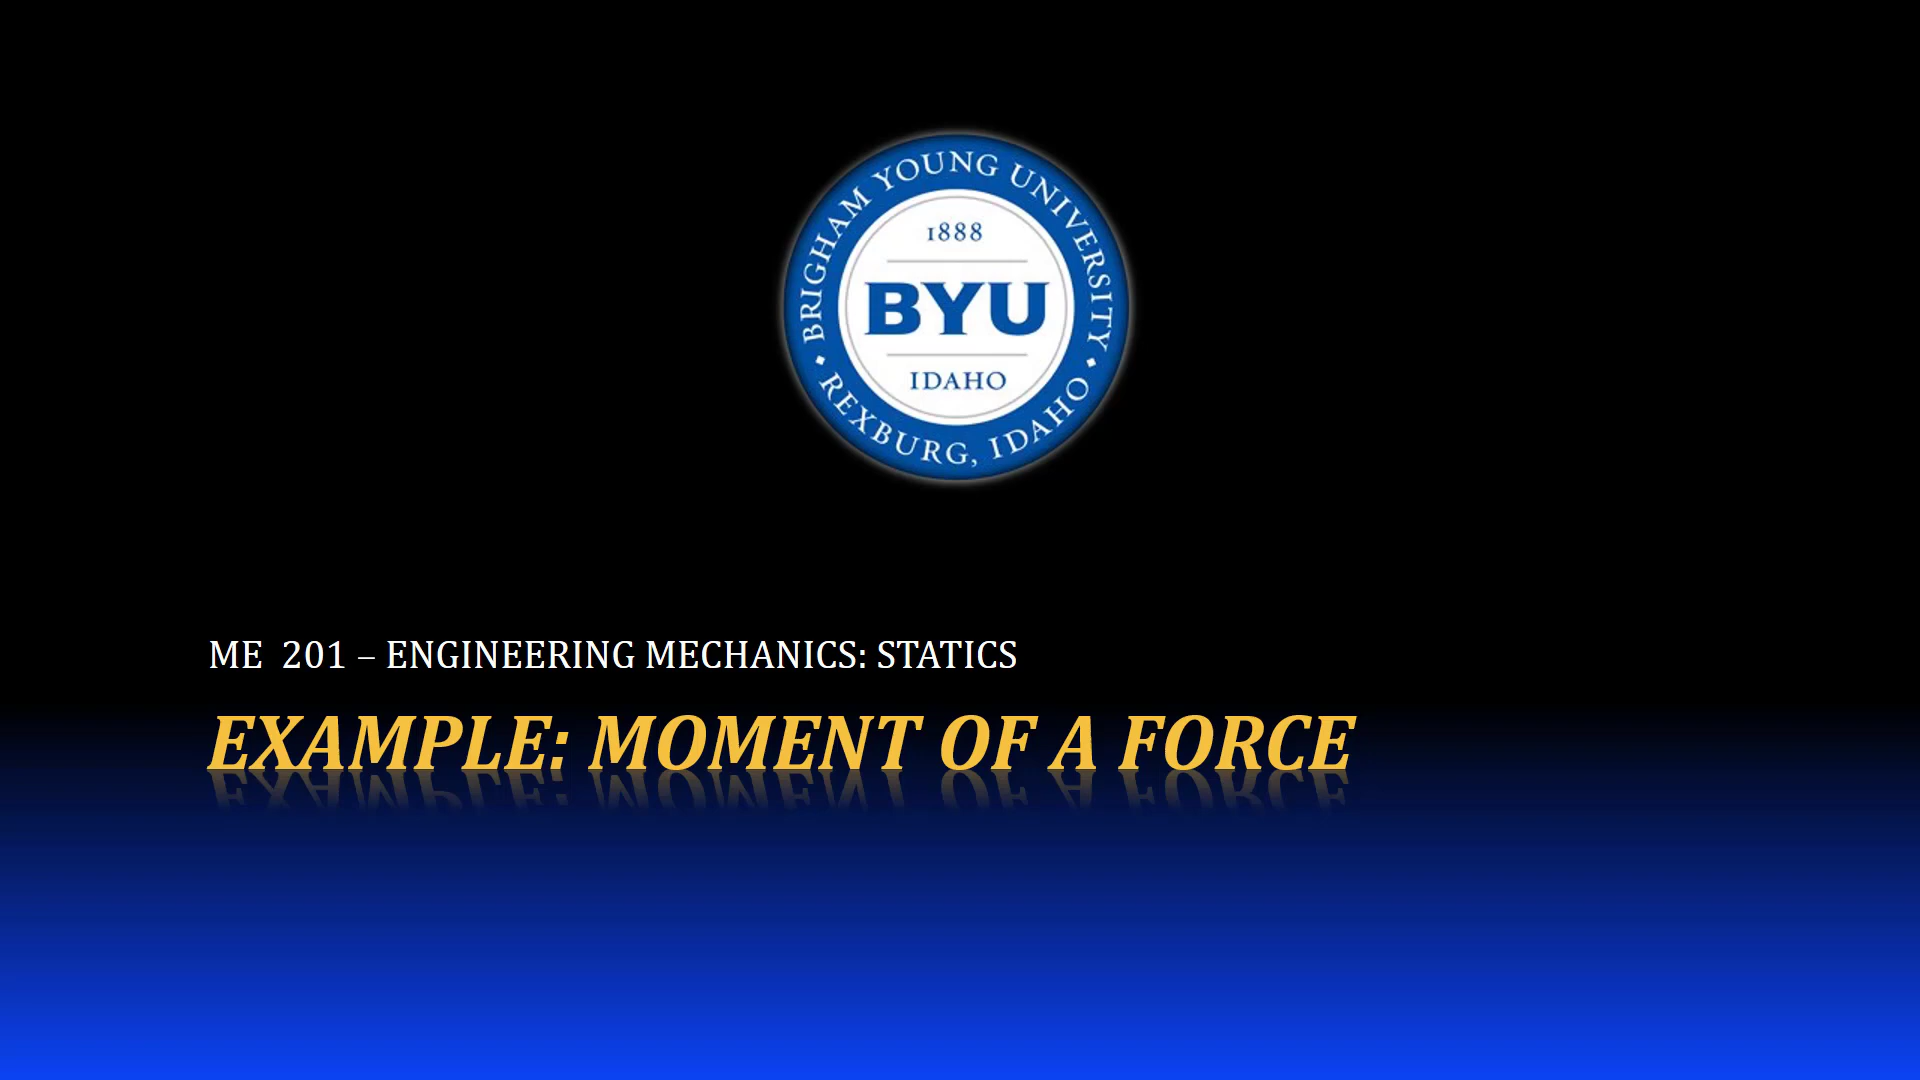 BRIGHAM YOUNG UNIVERSITY
1888
BYU
IDAHO
• REXBURG, IDAHO •
ME 201 – ENGINEERING MECHANICS: STATICS
EXAMPLE: MOMENT OF A FORCE